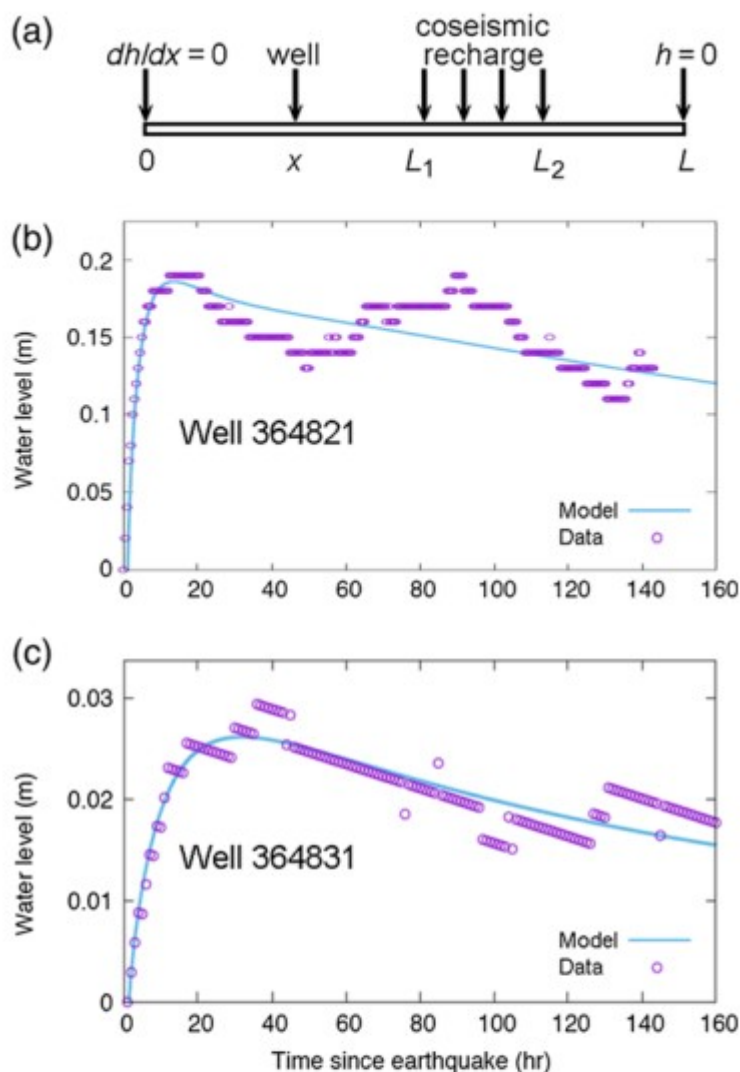 (a)
coseismic
dh/dx = 0 well recharge h = 0
0 x L1 L2 L
(b)
0.2
0.15
0.1
0.05
0
Water level (m)
Well 364821
Model
Data
0 20 40 60 80 100 120 140 160
(c)
0.03
0.02
0.01
0
Water level (m)
Well 364831
Model
Data
0 20 40 60 80 100 120 140 160
Time since earthquake (hr)